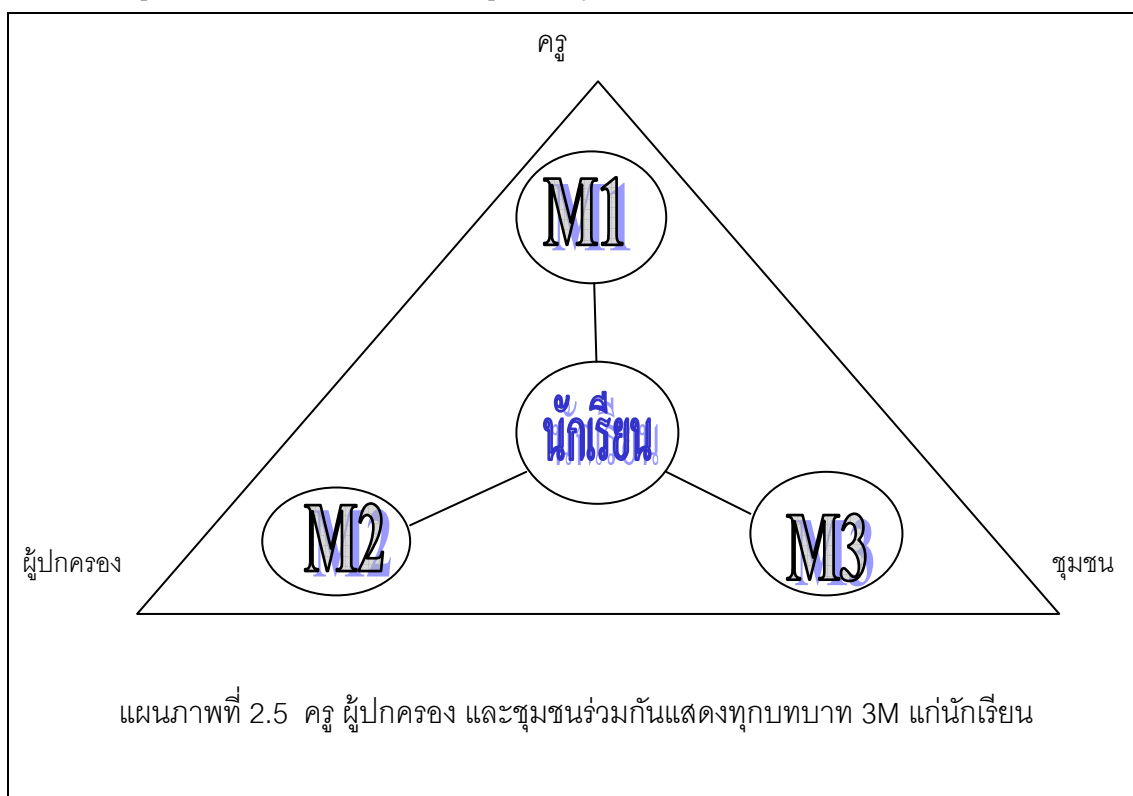 ครู
M1
นักเรียน
M2
M3
ผู้ปกครอง
ชุมชน
แผนภาพที่ 2.5 ครู ผู้ปกครอง และชุมชนร่วมกันแสดงทุกบทบาท 3M แก่นักเรียน